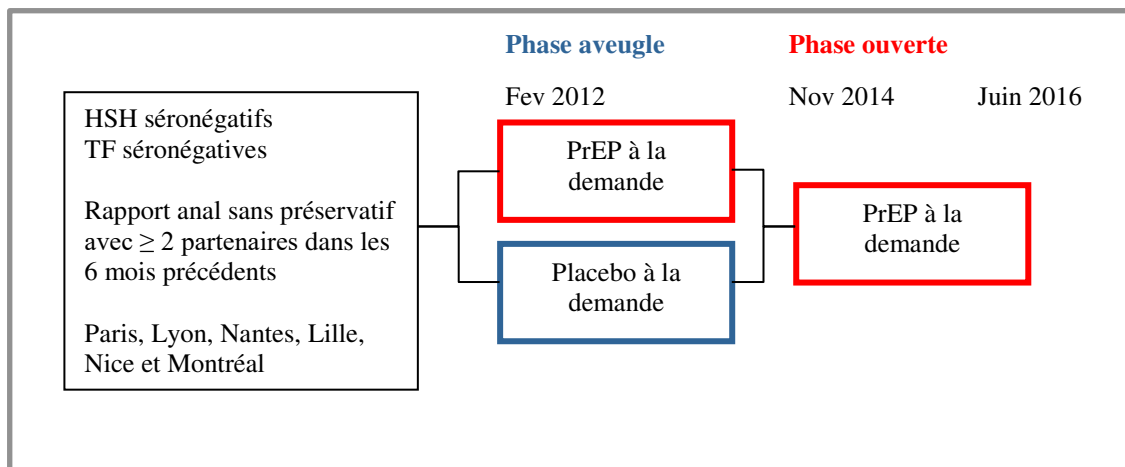 Phase aveugle
Phase ouverte
Fev 2012
Nov 2014
Juin 2016
HSH séronégatifs
TF séronégatives
Rapport anal sans préservatif
avec ≥ 2 partenaires dans les
6 mois précédents
Paris, Lyon, Nantes, Lille,
Nice et Montréal
PrEP à la
demande
Placebo à la
demande
PrEP à la
demande